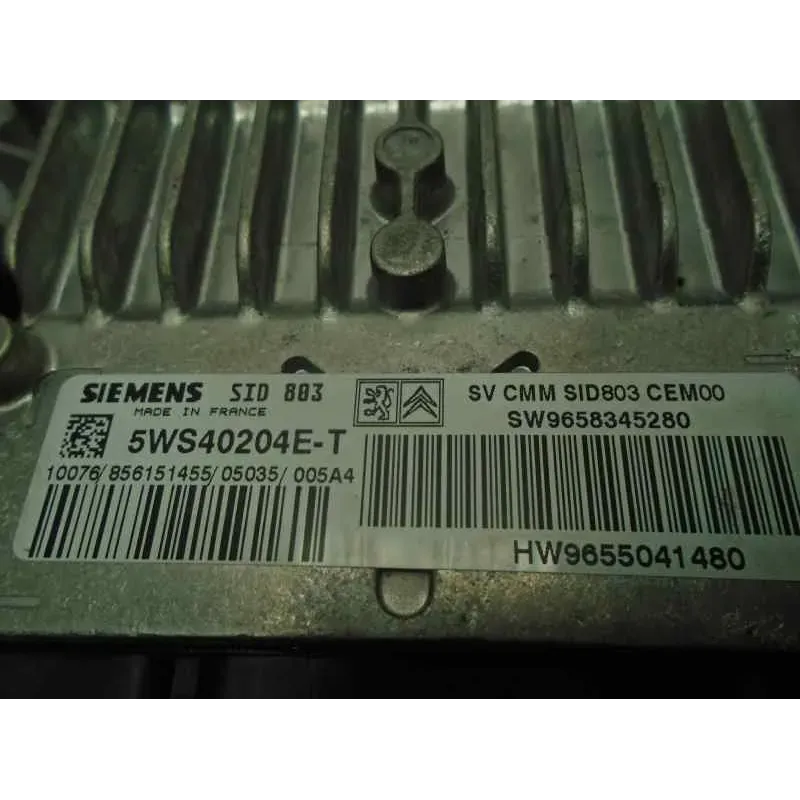 SIEMENS SID 803
MADE IN FRANCE
5WS40204E-T
10076/856151455/05035/005A4
SV CMM SID803 CEM00
SW9658345280
HW9655041480